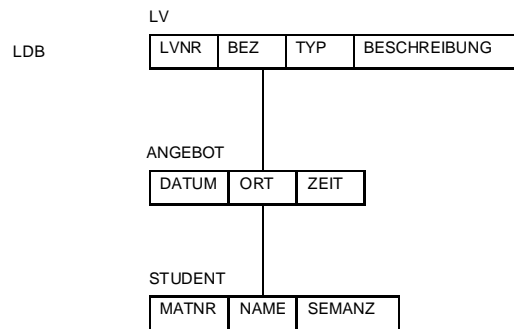 LV
LDB
LVNR BEZ TYP BESCHREIBUNG
ANGEBOT
DATUM ORT ZEIT
STUDENT
MATNR NAME SEMANZ